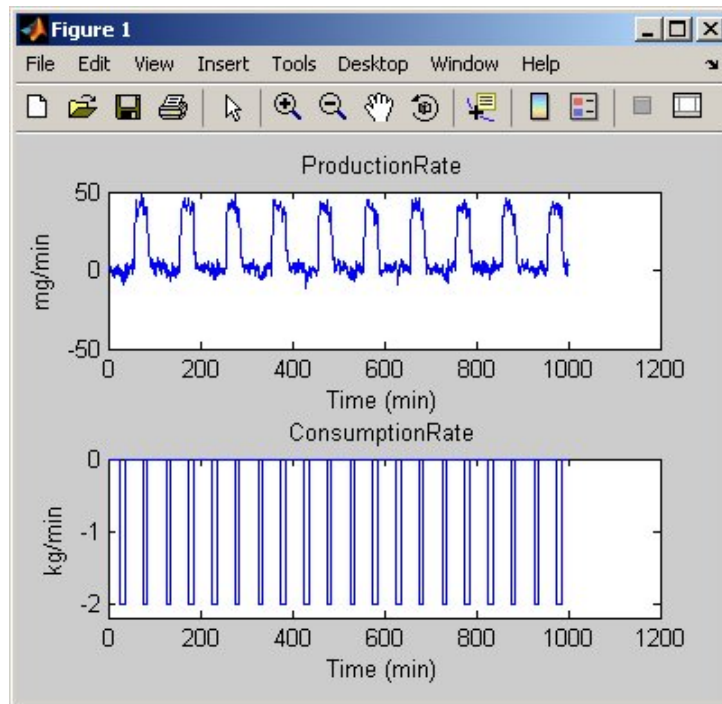 Figure 1
File Edit View Insert Tools Desktop Window Help
ProductionRate
50
0
-50
mg/min
0 200 400 600 800 1000 1200
Time (min)
ConsumptionRate
0
-1
-2
kg/min
0 200 400 600 800 1000 1200
Time (min)